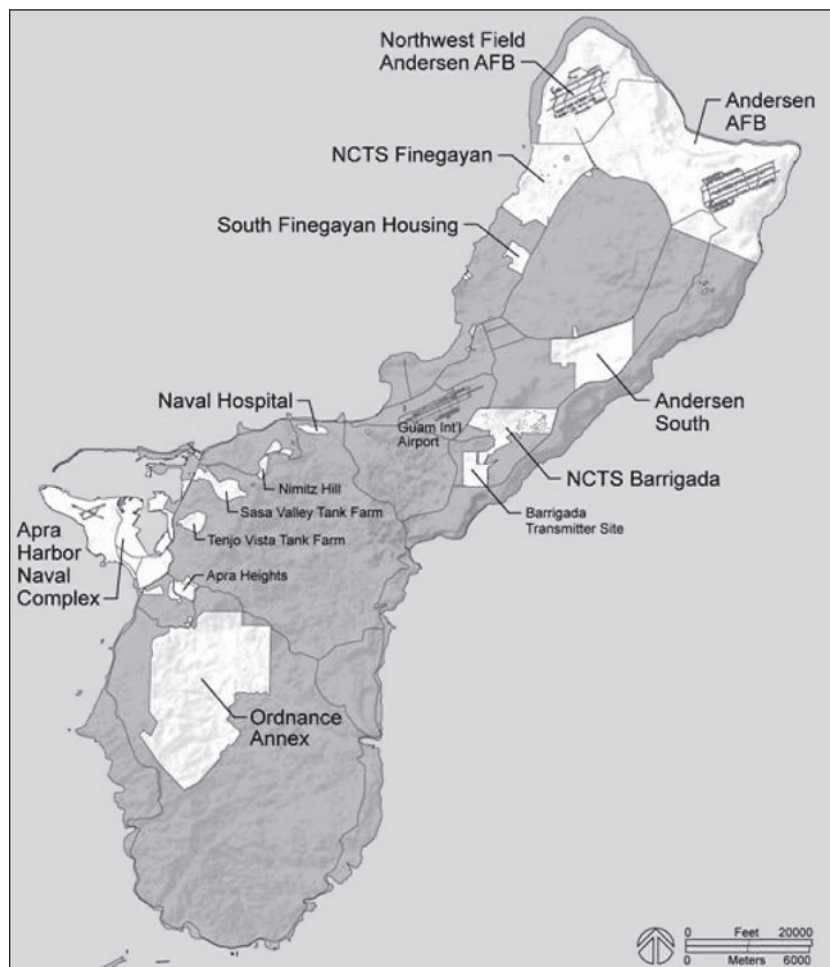 Northwest Field
Andersen AFB
Andersen
AFB
NCTS Finegayan
South Finegayan Housing
Naval Hospital
Guam Int'l
Airport
Andersen
South
NCTS Barrigada
Nimitz Hill
Sasa Valley Tank Farm
Barrigada
Transmitter Site
Tenjo Vista Tank Farm
Apra
Harbor
Naval
Complex
Apra Heights
Ordnance
Annex
0 Feet 20000
0 Meters 6000